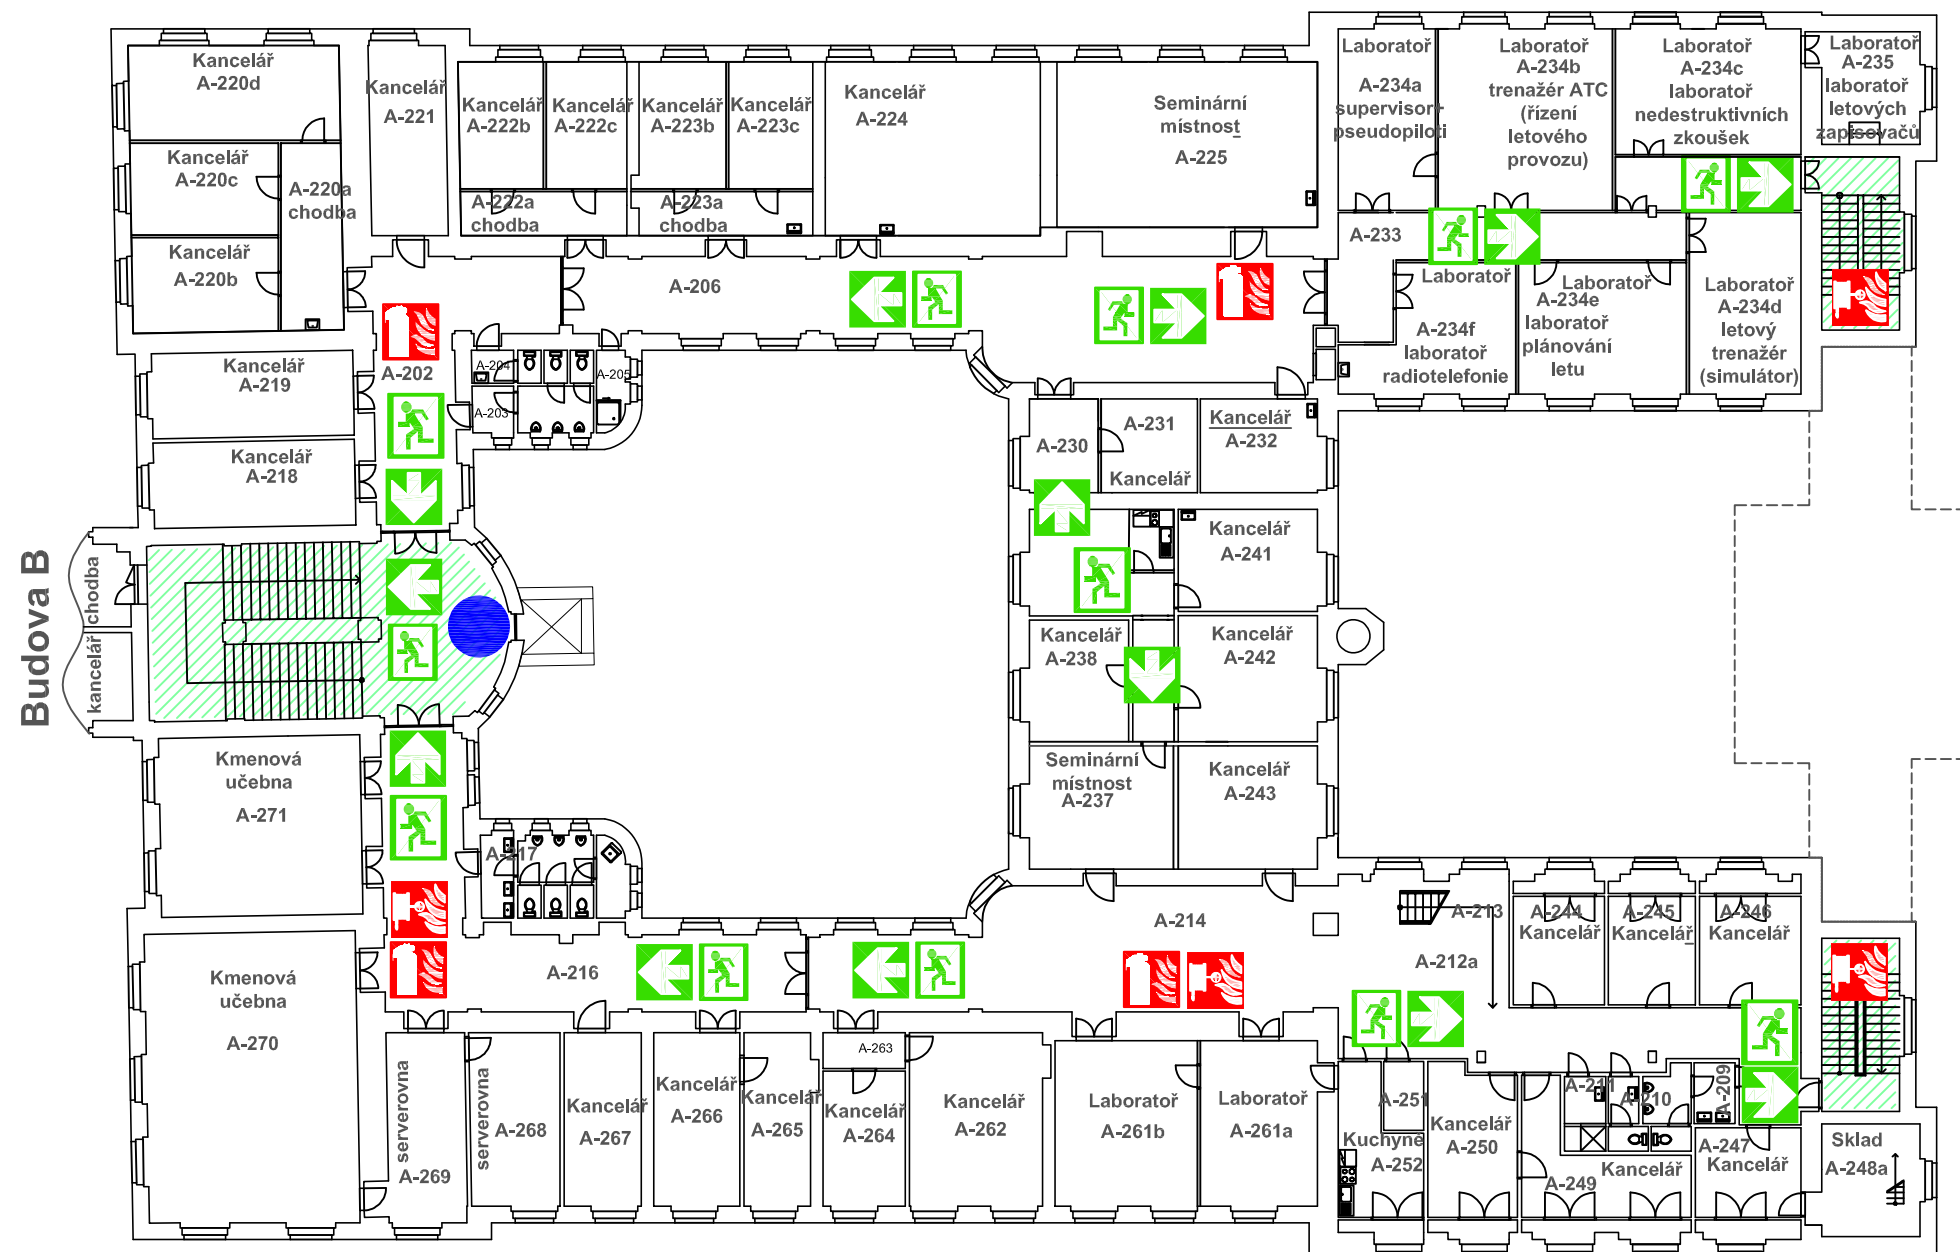 Kancelář
A-220d
Kancelář
A-220c
A-220a
chodba
Kancelář
A-220b
Kancelář
A-221
Kancelář
A-222b
Kancelář
A-222c
A-222a
chodba
Kancelář
A-223b
Kancelář
A-223c
A-223a
chodba
Kancelář
A-224
Seminární
místnost
A-225
Laboratoř
A-234a
supervisor+
pseudopiloti
Laboratoř
A-234b
trenažér ATC
(řízení
letového
provozu)
Laboratoř
A-234c
laboratoř
nedestruktivních
zkoušek
Laboratoř
A-235
laboratoř
letových
zapisovačů
A-233
A-206
Laboratoř
A-234f
laboratoř
radiotelefonie
Laboratoř
A-234e
laboratoř
plánování
letu
Laboratoř
A-234d
letový
trenažér
(simulátor)
Kancelář
A-219
A-202
A-204
A-205
A-203
Kancelář
A-218
A-230
A-231
Kancelář
Kancelář
A-232
Kancelář
A-241
Budova B
chodba
kancelář
Kancelář
A-238
Kancelář
A-242
Seminární
místnost
A-237
Kancelář
A-243
Kmenová
učebna
A-271
A-217
A-214
A-213
A-212a
A-244
Kancelář
A-245
Kancelář
A-246
Kancelář
A-216
Kmenová
učebna
A-270
serverovna
A-269
serverovna
A-268
Kancelář
A-267
Kancelář
A-266
Kancelář
A-265
A-263
Kancelář
A-264
Kancelář
A-262
Laboratoř
A-261b
Laboratoř
A-261a
A-251
Kuchyně
A-252
Kancelář
A-250
A-211
A-210
A-209
A-249
Kancelář
A-247
Kancelář
Sklad
A-248a